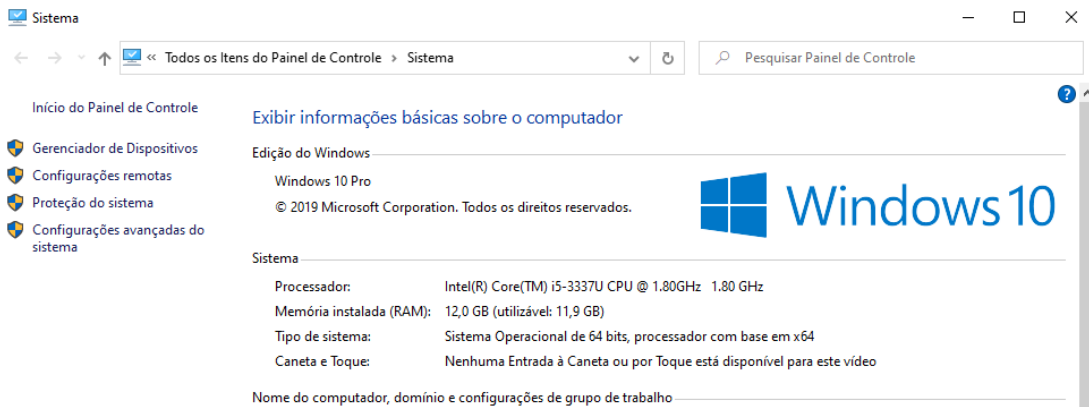 Sistema
« Todos os Itens do Painel de Controle › Sistema
Pesquisar Painel de Controle
Início do Painel de Controle
Gerenciador de Dispositivos
Configurações remotas
Proteção do sistema
Configurações avançadas do
sistema
?
Exibir informações básicas sobre o computador
Edição do Windows
Windows 10 Pro
© 2019 Microsoft Corporation. Todos os direitos reservados.
Windows 10
Sistema
Processador: Intel(R) Core(TM) i5-3337U CPU @ 1.80GHz 1.80 GHz
Memória instalada (RAM): 12,0 GB (utilizável: 11,9 GB)
Tipo de sistema: Sistema Operacional de 64 bits, processador com base em x64
Caneta e Toque: Nenhuma Entrada à Caneta ou por Toque está disponível para este vídeo
Nome do computador, domínio e configurações de grupo de trabalho